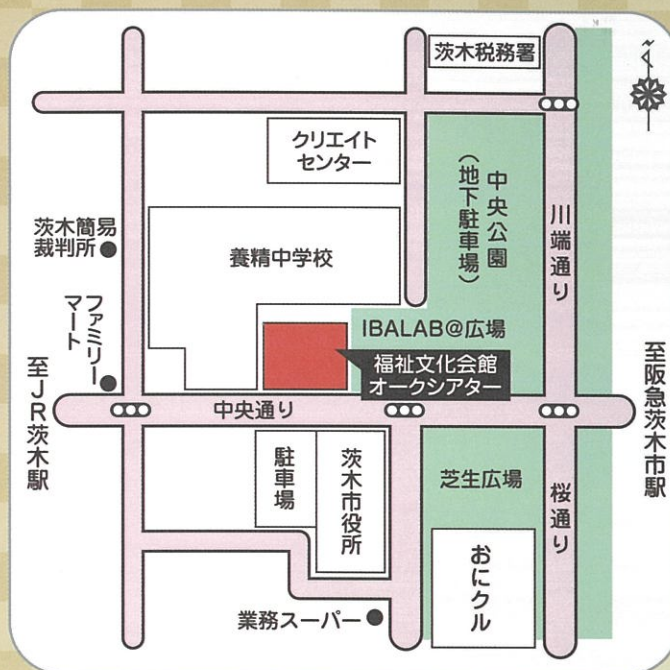 茨木税務署
クリエイト
センター
中央公園
（地下駐車場）
川端通り
茨木簡易
裁判所
養精中学校
ファミリー
マート
IBALAB@広場
福祉文化会館
オークシアター
至JR茨木駅
中央通り
至阪急茨木市駅
駐車場
茨木市役所
芝生広場
桜通り
おにクル
業務スーパー